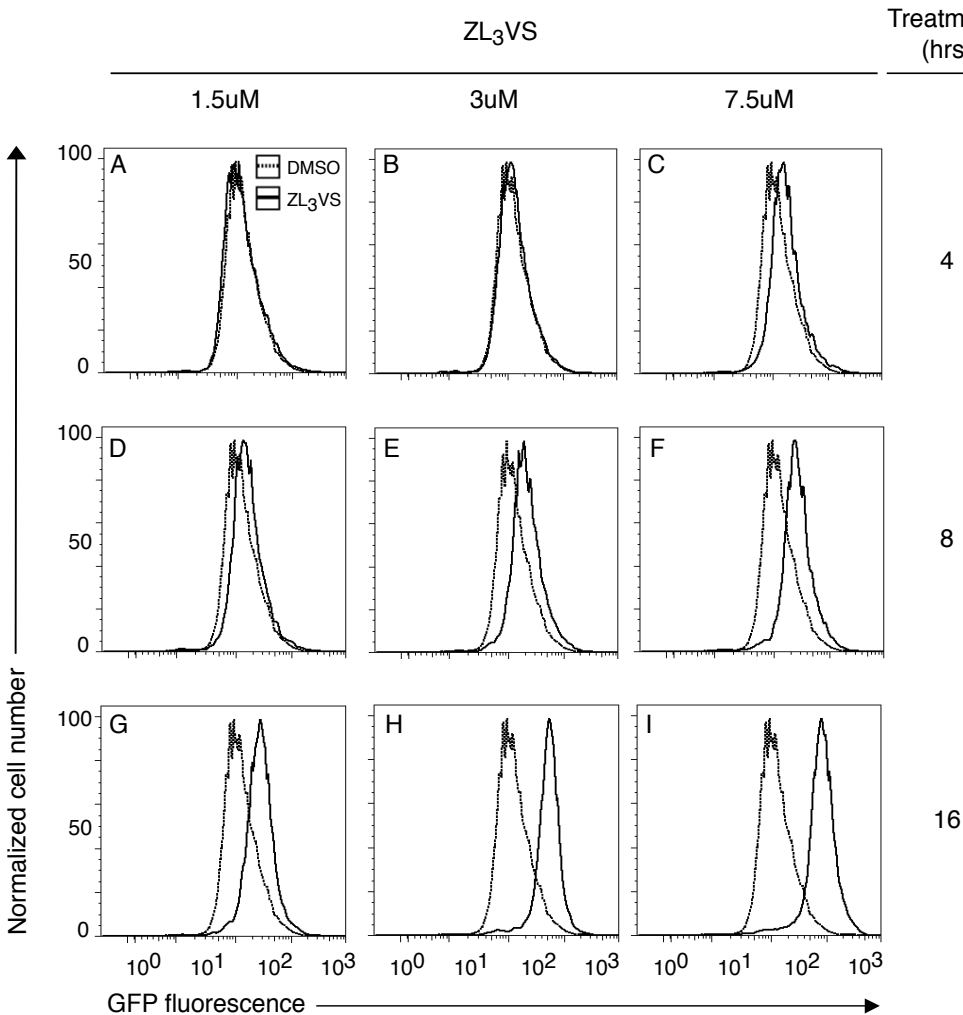 ZL3VS
Treatm
(hrs
1.5uM 3uM 7.5uM
A DMSO
ZL3VS
B
C
100
50
0
4
D
E
F
100
50
0
8
G
H
I
100
50
0
16
Normalized cell number
10^0 10^1 10^2 10^3 10^0 10^1 10^2 10^3 10^0 10^1 10^2 10^3
GFP fluorescence